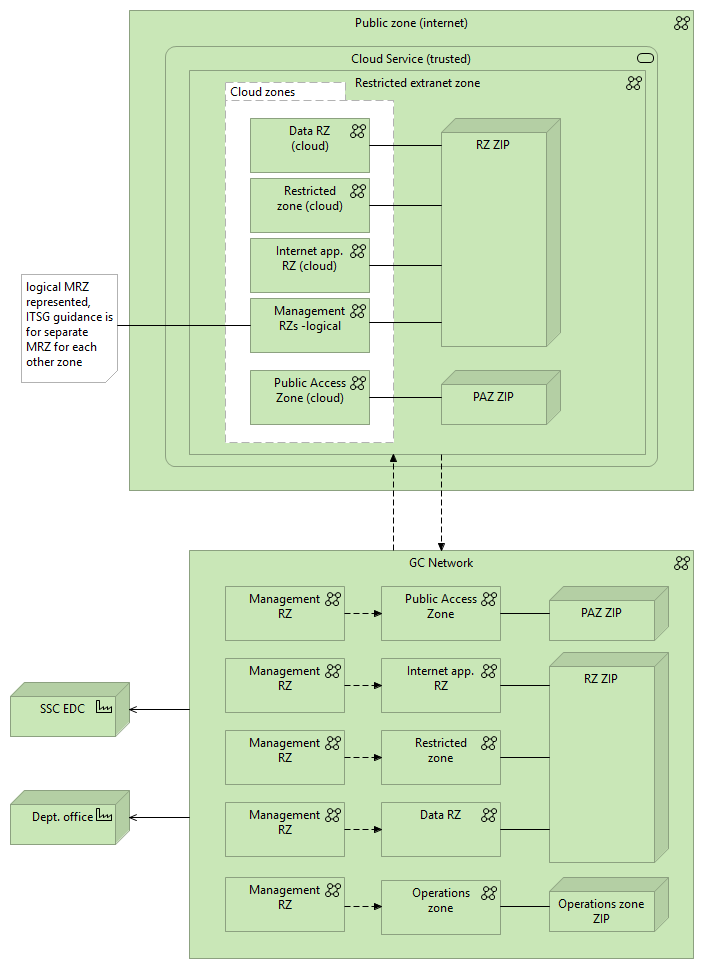 Public zone (internet)
Cloud Service (trusted)
Restricted extranet zone
Cloud zones
Data RZ
(cloud)
RZ ZIP
Restricted
zone (cloud)
Internet app.
RZ (cloud)
logical MRZ
represented,
ITSG guidance is
for separate
MRZ for each
other zone
Management
RZs -logical
Public Access
Zone (cloud)
PAZ ZIP
GC Network
Management
RZ
Public Access
Zone
PAZ ZIP
Management
RZ
Internet app.
RZ
RZ ZIP
SSC EDC
Management
RZ
Restricted
zone
Dept. office
Management
RZ
Data RZ
Management
RZ
Operations
zone
Operations zone
ZIP